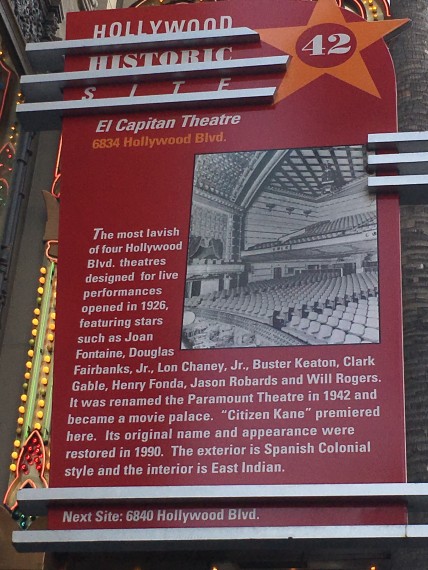 HOLLYWOOD
HISTORIC
SITE
42
El Capitan Theatre
6834 Hollywood Blvd.
The most lavish
of four Hollywood
Blvd. theatres
designed for live
performances
opened in 1926,
featuring stars
such as Joan
Fontaine, Douglas
Fairbanks, Jr., Lon Chaney, Jr., Buster Keaton, Clark
Gable, Henry Fonda, Jason Robards and Will Rogers.
It was renamed the Paramount Theatre in 1942 and
became a movie palace. "Citizen Kane" premiered
here. Its original name and appearance were
restored in 1990. The exterior is Spanish Colonial
style and the interior is East Indian.
Next Site: 6840 Hollywood Blvd.